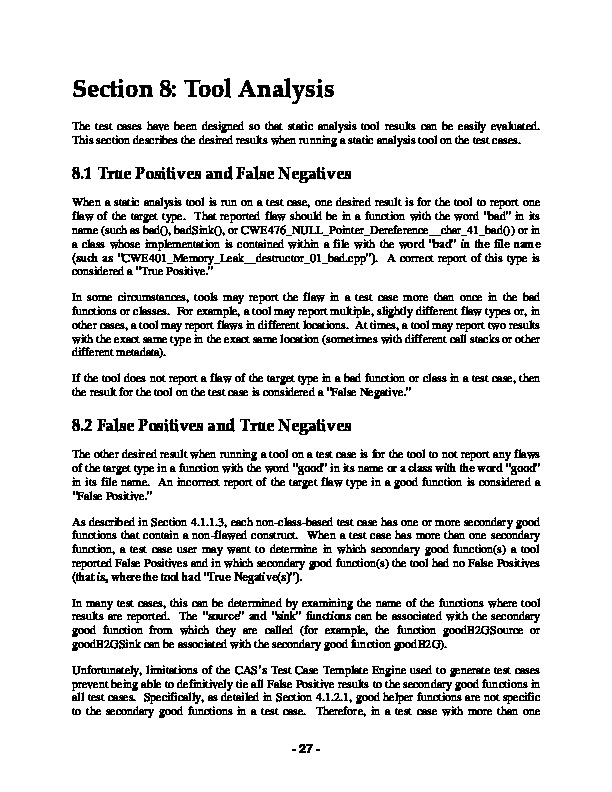 Section 8: Tool Analysis
The test cases have been designed so that static analysis tool results can be easily evaluated.
This section describes the desired results when running a static analysis tool on the test cases.
8.1 True Positives and False Negatives
When a static analysis tool is run on a test case, one desired result is for the tool to report one
flaw of the target type.  That reported flaw should be in a function with the word "bad" in its
name (such as bad(), badSink(), or CWE476_NULL_Pointer_Dereference__char_41_bad()) or in
a class whose implementation is contained within a file with the word "bad" in the file name
(such as "CWE401_Memory_Leak__destructor_01_bad.cpp").  A correct report of this type is
considered a "True Positive."
In some circumstances, tools may report the flaw in a test case more than once in the bad
functions or classes.  For example, a tool may report multiple, slightly different flaw types or, in
other cases, a tool may report flaws in different locations.  At times, a tool may report two results
with the exact same type in the exact same location (sometimes with different call stacks or other
different metadata).
If the tool does not report a flaw of the target type in a bad function or class in a test case, then
the result for the tool on the test case is considered a "False Negative."
8.2 False Positives and True Negatives
The other desired result when running a tool on a test case is for the tool to not report any flaws
of the target type in a function with the word "good" in its name or a class with the word "good"
in its file name.  An incorrect report of the target flaw type in a good function is considered a
"False Positive."
As described in Section 4.1.1.3, each non-class-based test case has one or more secondary good
functions that contain a non-flawed construct.  When a test case has more than one secondary
function, a test case user may want to determine in which secondary good function(s) a tool
reported False Positives and in which secondary good function(s) the tool had no False Positives
(that is, where the tool had "True Negative(s)").
In many test cases, this can be determined by examining the name of the functions where tool
results are reported.  The "source" and "sink" functions can be associated with the secondary
good function from which they are called (for example, the function goodB2GSource or
goodB2GSink can be associated with the secondary good function goodB2G).
Unfortunately, limitations of the CAS's Test Case Template Engine used to generate test cases
prevent being able to definitively tie all False Positive results to the secondary good functions in
all test cases.  Specifically, as detailed in Section 4.1.2.1, good helper functions are not specific
to the secondary good functions in a test case.  Therefore, in a test case with more than one
- 27 -